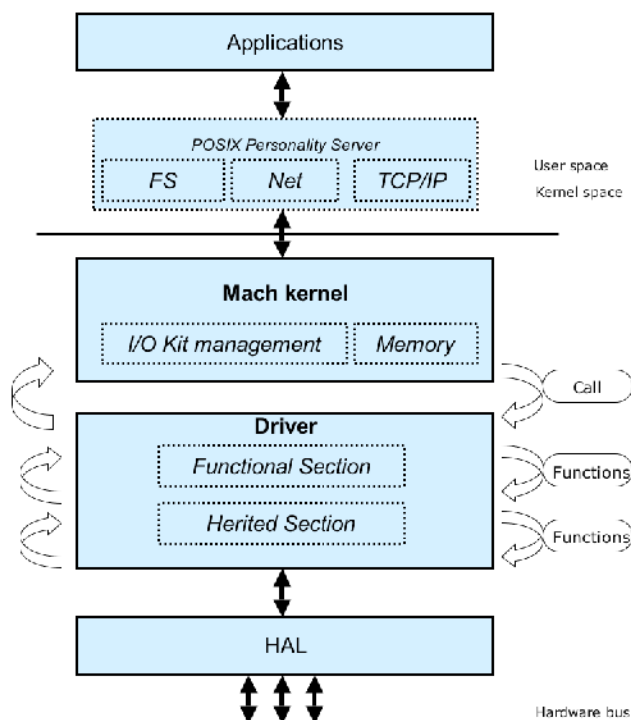 Applications
POSIX Personality Server
FS
Net
TCP/IP
User space
Kernel space
Mach kernel
I/O Kit management
Memory
Call
Driver
Functional Section
Functions
Herited Section
Functions
HAL
Hardware bus